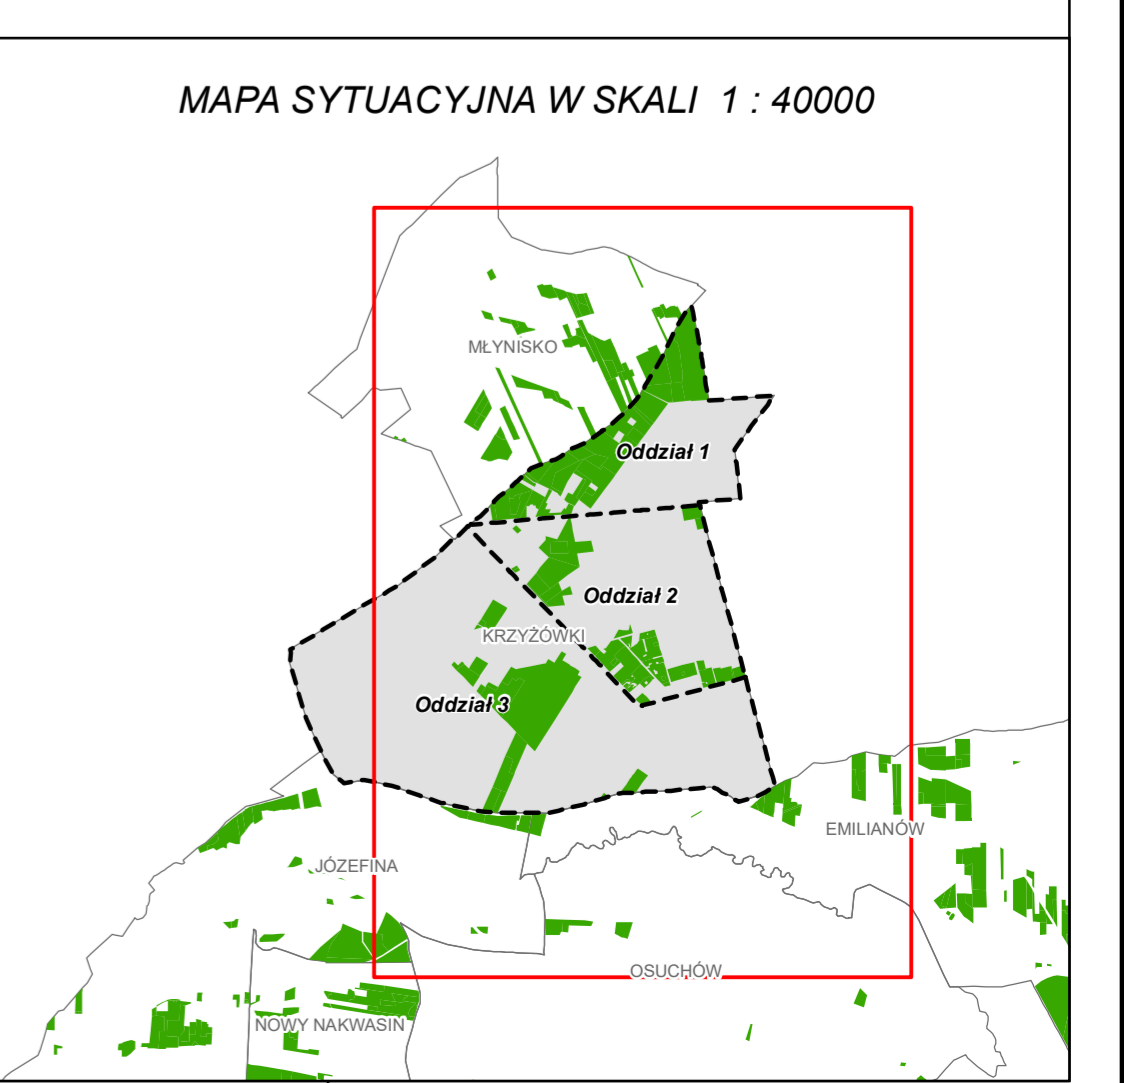 MAPA SYTUACYJNA W SKALI 1 : 40000
MŁYNISKO
Oddział 1
Oddział 2
KRZYŻÓWKI
Oddział 3
EMILIANÓW
JÓZEFINA
OSUCHÓW
NOWY NAKWASIN